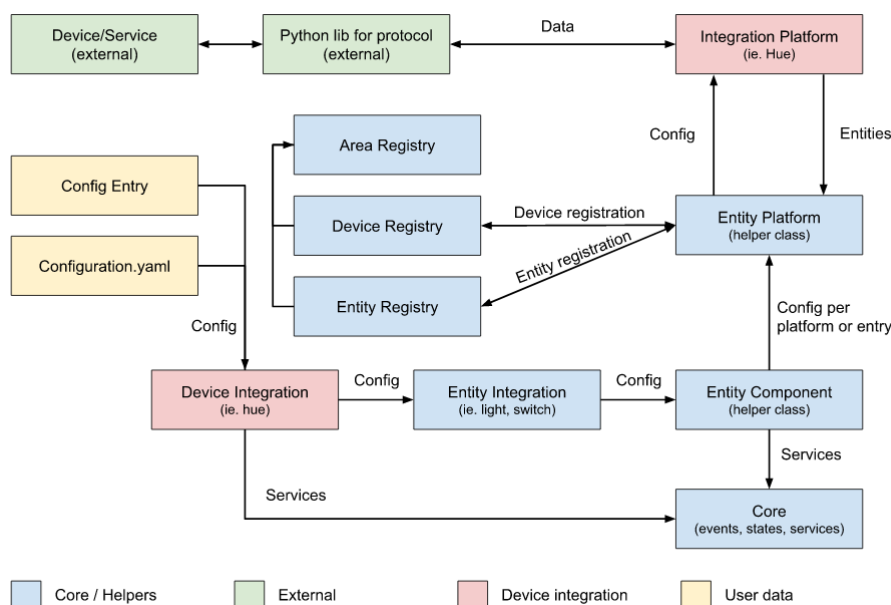 Device/Service
(external)
Python lib for protocol
(external)
Data
Integration Platform
(ie. Hue)
Config
Entities
Area Registry
Config Entry
Device Registry
Device registration
Entity Platform
(helper class)
Configuration.yaml
Entity registration
Entity Registry
Config
Config per
platform or entry
Device Integration
(ie. hue)
Config
Entity Integration
(ie. light, switch)
Config
Entity Component
(helper class)
Services
Services
Core
(events, states, services)
Core / Helpers
External
Device integration
User data